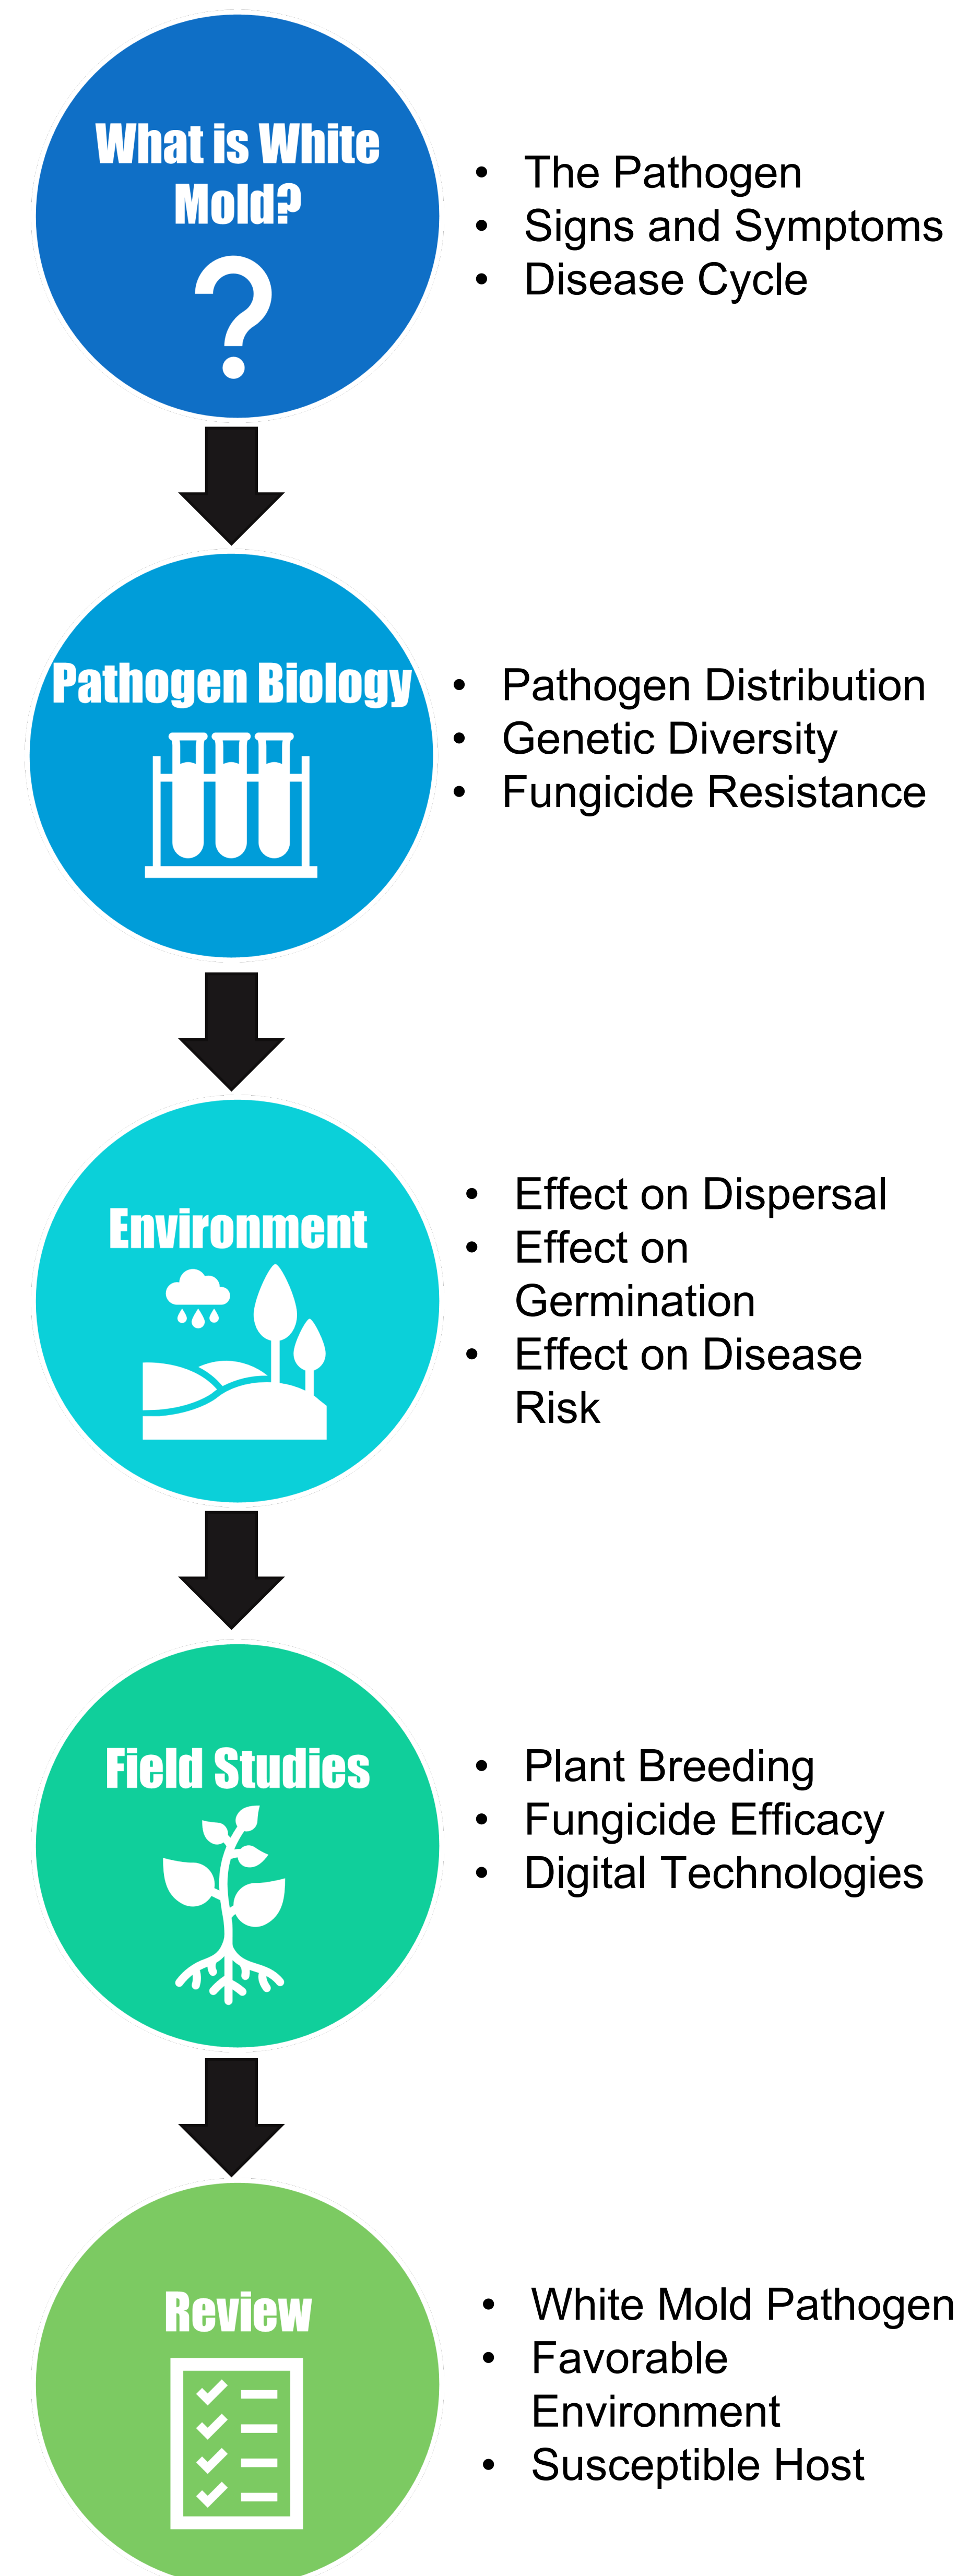 What is White
Mold?
• The Pathogen
• Signs and Symptoms
• Disease Cycle
Pathogen Biology
• Pathogen Distribution
• Genetic Diversity
• Fungicide Resistance
Environment
• Effect on Dispersal
• Effect on
Germination
• Effect on Disease
Risk
Field Studies
• Plant Breeding
• Fungicide Efficacy
• Digital Technologies
Review
• White Mold Pathogen
• Favorable
Environment
• Susceptible Host